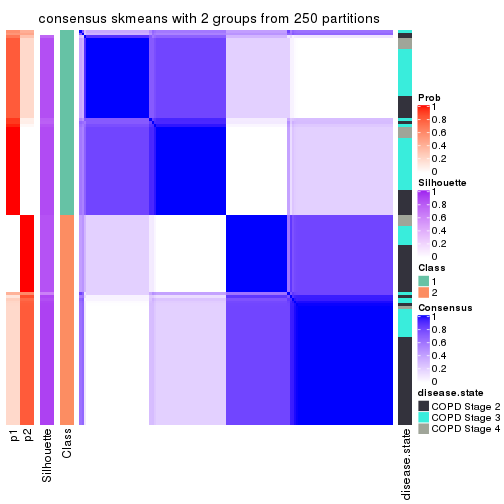 consensus skmeans with 2 groups from 250 partitions
Prob
1
0.8
0.6
0.4
0.2
0
Silhouette
1
0.8
0.6
0.4
0.2
0
Class
1
2
Consensus
1
0.8
0.6
0.4
0.2
0
disease.state
COPD Stage 2
COPD Stage 3
COPD Stage 4
p1
p2
Silhouette
Class
disease.state